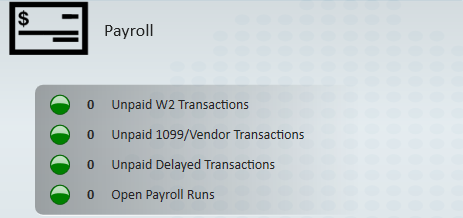 $
Payroll
0 Unpaid W2 Transactions
0 Unpaid 1099/Vendor Transactions
0 Unpaid Delayed Transactions
0 Open Payroll Runs